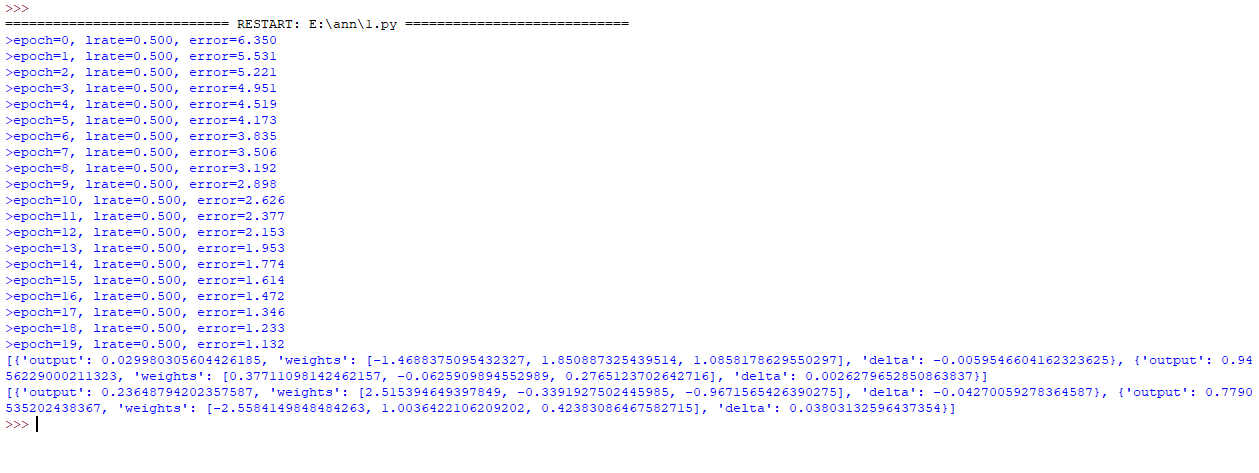 >>>
============================ RESTART: E:\ann\1.py ============================
>epoch=0, lrate=0.500, error=6.350
>epoch=1, lrate=0.500, error=5.531
>epoch=2, lrate=0.500, error=5.221
>epoch=3, lrate=0.500, error=4.951
>epoch=4, lrate=0.500, error=4.519
>epoch=5, lrate=0.500, error=4.173
>epoch=6, lrate=0.500, error=3.835
>epoch=7, lrate=0.500, error=3.506
>epoch=8, lrate=0.500, error=3.192
>epoch=9, lrate=0.500, error=2.898
>epoch=10, lrate=0.500, error=2.626
>epoch=11, lrate=0.500, error=2.377
>epoch=12, lrate=0.500, error=2.153
>epoch=13, lrate=0.500, error=1.953
>epoch=14, lrate=0.500, error=1.774
>epoch=15, lrate=0.500, error=1.614
>epoch=16, lrate=0.500, error=1.472
>epoch=17, lrate=0.500, error=1.346
>epoch=18, lrate=0.500, error=1.233
>epoch=19, lrate=0.500, error=1.132
[{'output': 0.029980305604426185, 'weights': [-1.4688375095432327, 1.850887325439514, 1.0858178629550297], 'delta': -0.0059546604162323625}, {'output': 0.94
56229000211323, 'weights': [0.37711098142462157, -0.0625909894552989, 0.2765123702642716], 'delta': 0.0026279652850863837}]
[{'output': 0.23648794202357587, 'weights': [2.515394649397849, -0.3391927502445985, -0.9671565426390275], 'delta': -0.04270059278364587}, {'output': 0.7790
535202438367, 'weights': [-2.5584149848484263, 1.0036422106209202, 0.42383086467582715], 'delta': 0.03803132596437354}]
>>>